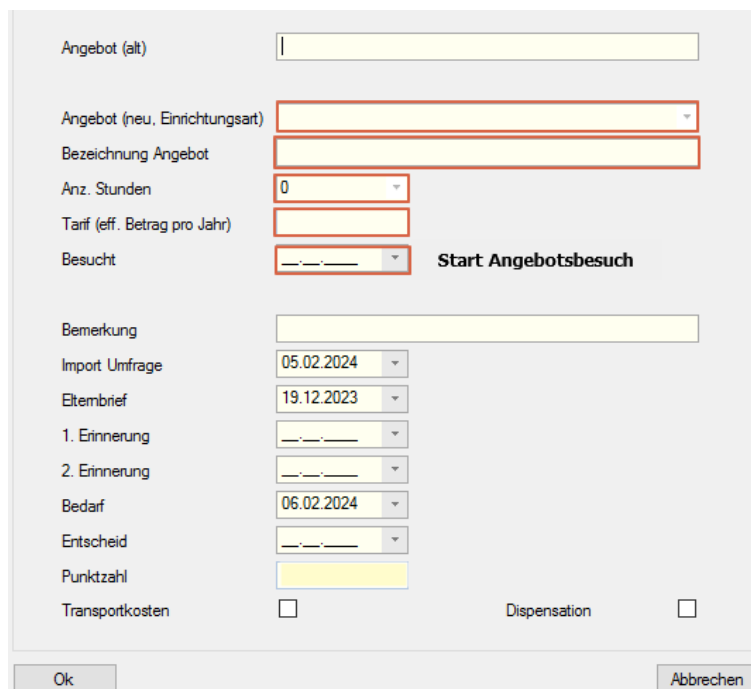 Angebot (alt)
Angebot (neu, Einrichtungsart)
Bezeichnung Angebot
Anz. Stunden 0
Tarif (eff. Betrag pro Jahr)
Besucht __.__.____ Start Angebotsbesuch
Bemerkung
Import Umfrage 05.02.2024
Elternbrief 19.12.2023
1. Erinnerung __.__.____
2. Erinnerung __.__.____
Bedarf 06.02.2024
Entscheid __.__.____
Punktzahl
Transportkosten Dispensation
Ok Abbrechen